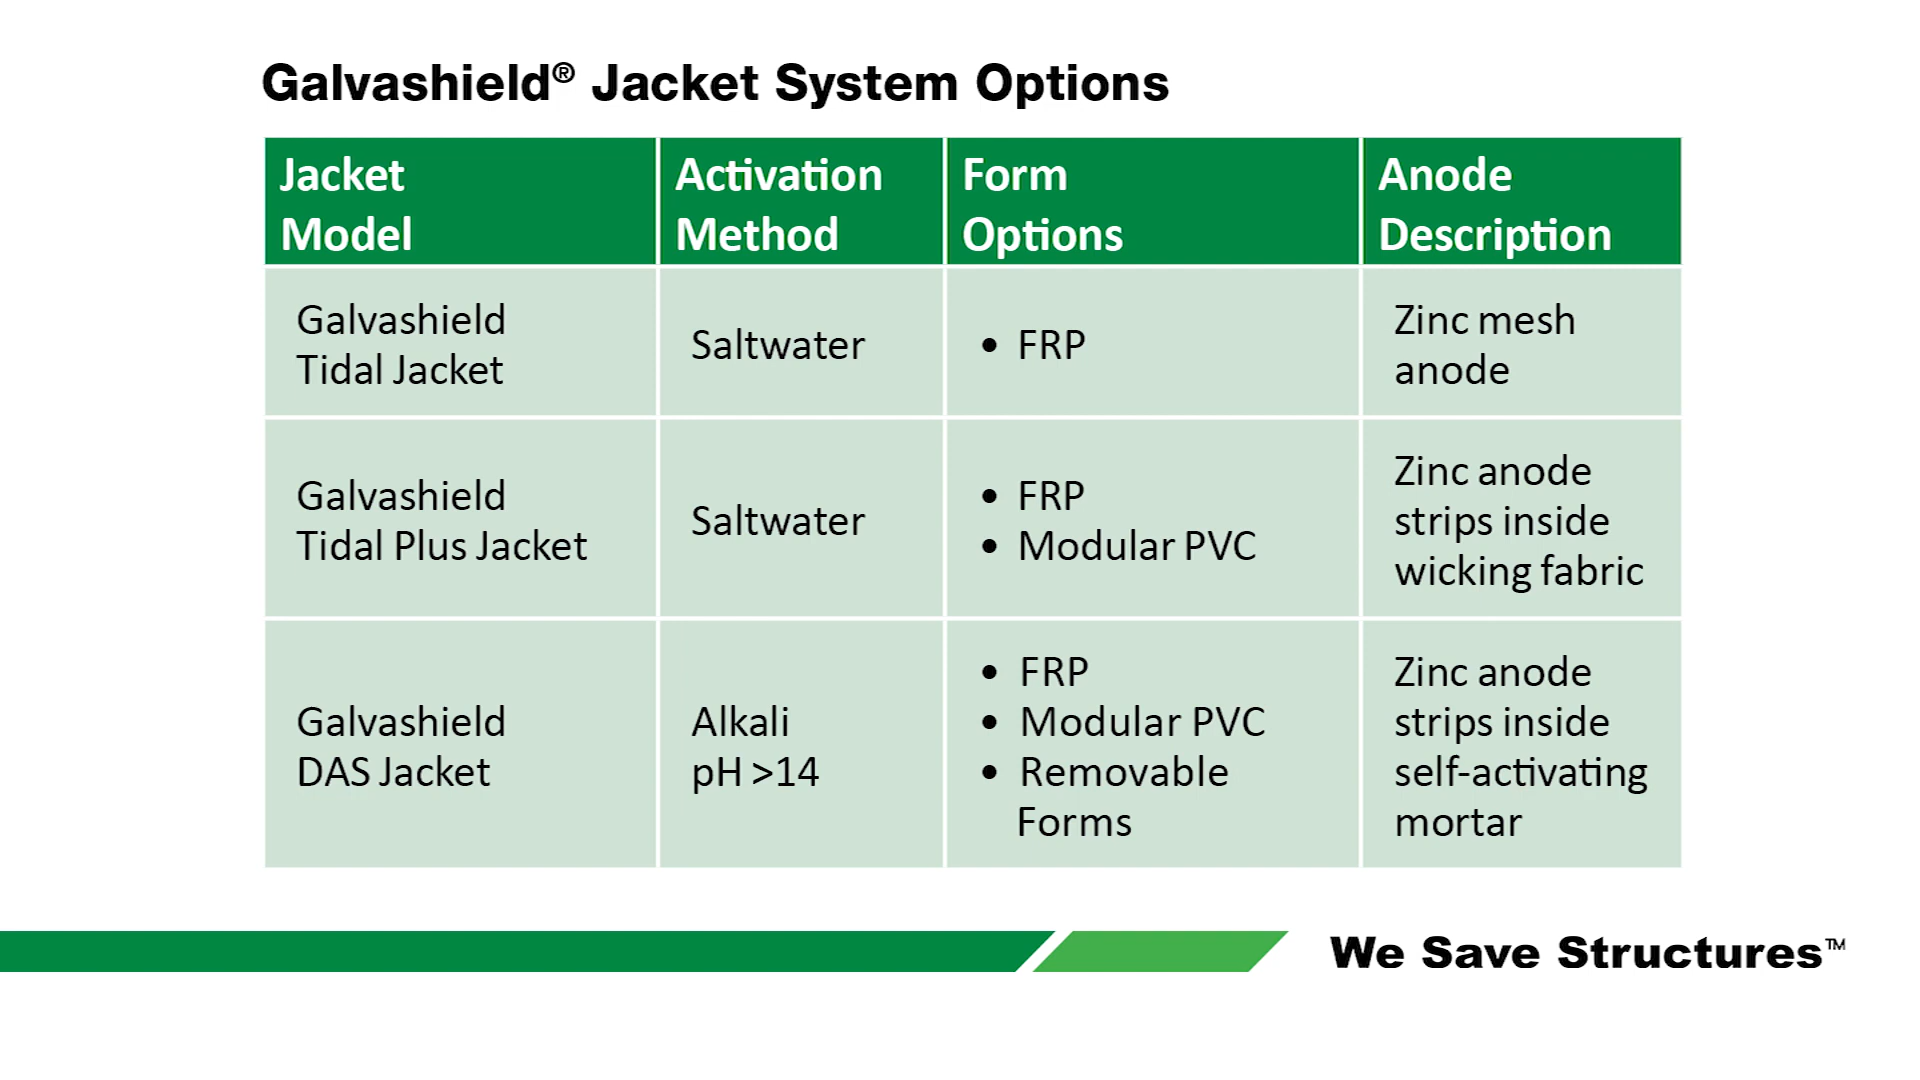 Galvashield® Jacket System Options
Jacket
Model
Activation
Method
Form
Options
Anode
Description
Galvashield
Tidal Jacket
Saltwater
• FRP
Zinc mesh
anode
Galvashield
Tidal Plus Jacket
Saltwater
• FRP
• Modular PVC
Zinc anode
strips inside
wicking fabric
Galvashield
DAS Jacket
Alkali
pH >14
• FRP
• Modular PVC
• Removable
Forms
Zinc anode
strips inside
self-activating
mortar
We Save Structures™